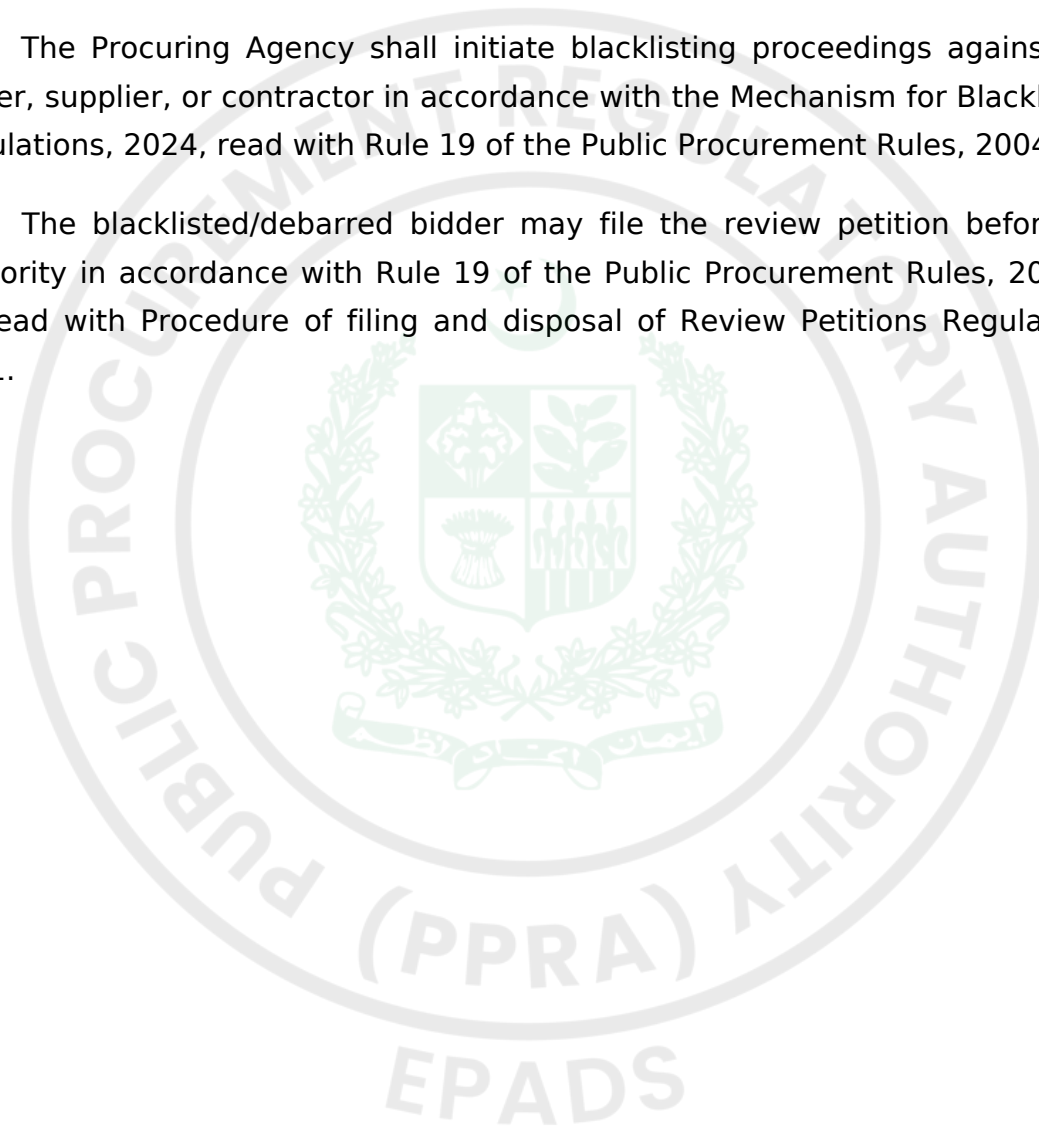 The Procuring Agency shall initiate blacklisting proceedings agains
er, supplier, or contractor in accordance with the Mechanism for Blackl
ulations, 2024, read with Rule 19 of the Public Procurement Rules, 2004
The blacklisted/debarred bidder may file the review petition befor
ority in accordance with Rule 19 of the Public Procurement Rules, 20
ead with Procedure of filing and disposal of Review Petitions Regula
.
PUBLIC PROCUREMENT REGULATORY AUTHORITY
(PPRA)
EPADS